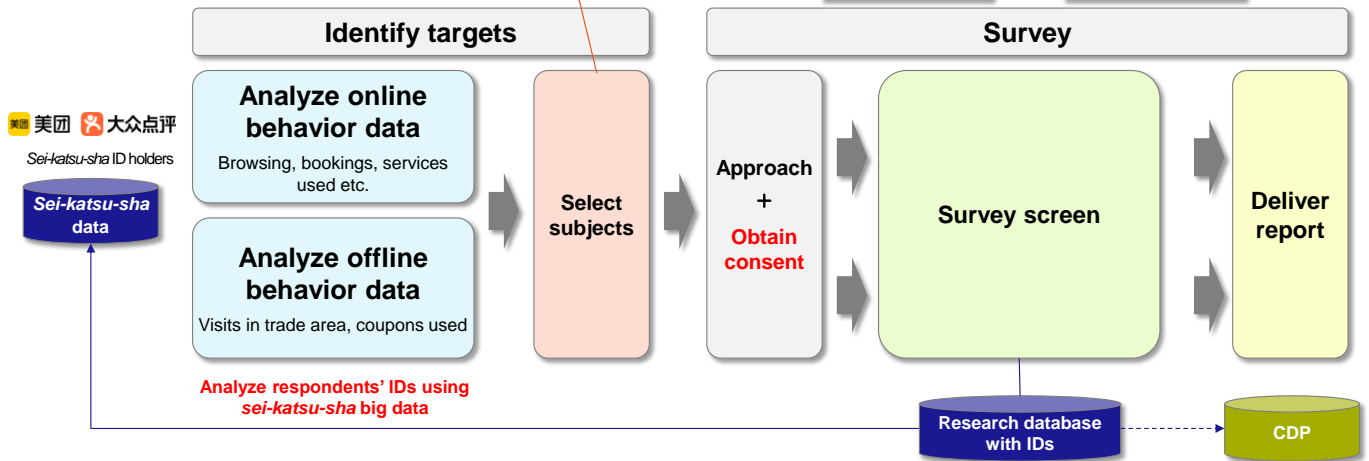 Identify targets
Survey
美团 美团 大众点评
Sei-katsu-sha ID holders
Sei-katsu-sha
data
Analyze online
behavior data
Browsing, bookings, services
used etc.
Analyze offline
behavior data
Visits in trade area, coupons used
Analyze respondents’ IDs using
sei-katsu-sha big data
Select
subjects
Approach
+
Obtain
consent
Survey screen
Deliver
report
Research database
with IDs
CDP